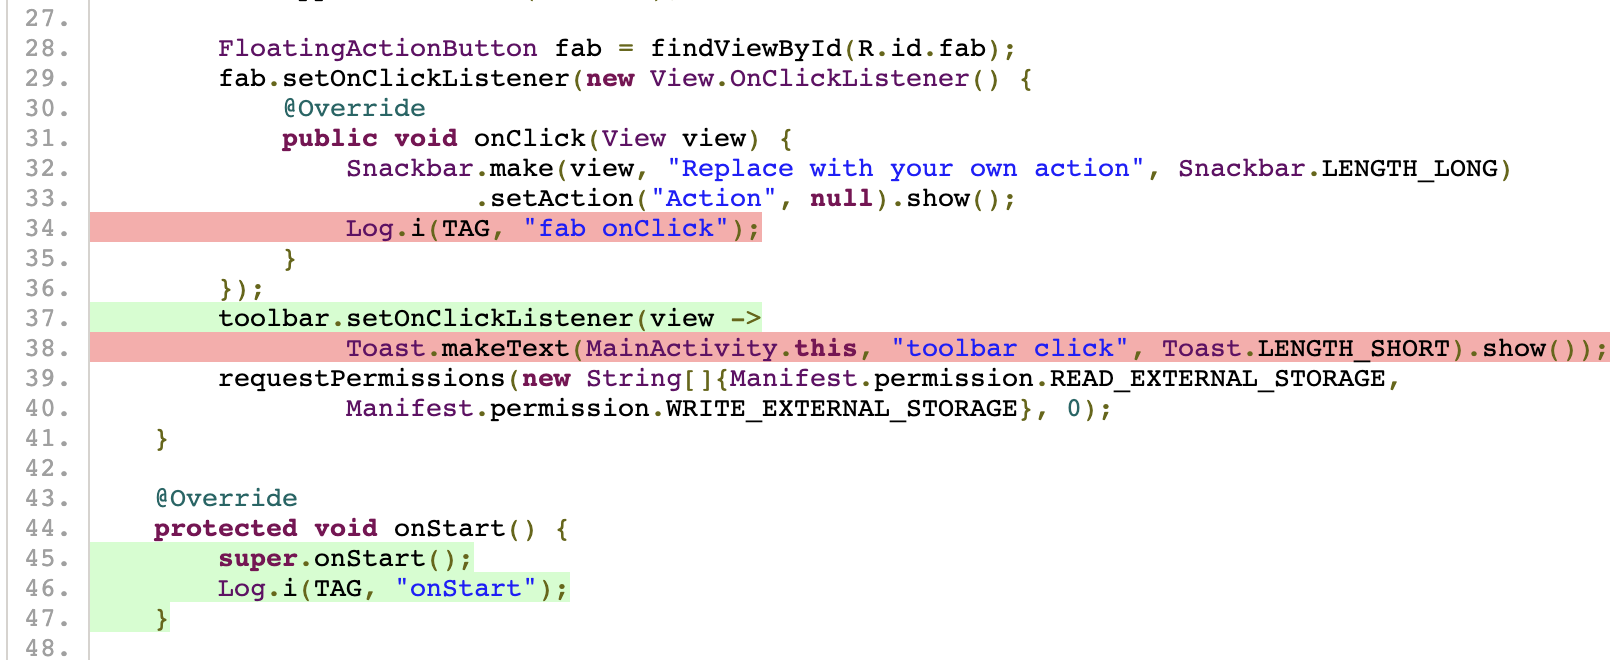 27.
28.         FloatingActionButton fab = findViewById(R.id.fab);
29.         fab.setOnClickListener(new View.OnClickListener() {
30.             @Override
31.             public void onClick(View view) {
32.                 Snackbar.make(view, "Replace with your own action", Snackbar.LENGTH_LONG)
33.                         .setAction("Action", null).show();
34.                 Log.i(TAG, "fab onClick");
35.             }
36.         });
37.         toolbar.setOnClickListener(view ->
38.                 Toast.makeText(MainActivity.this, "toolbar click", Toast.LENGTH_SHORT).show());
39.         requestPermissions(new String[]{Manifest.permission.READ_EXTERNAL_STORAGE,
40.                 Manifest.permission.WRITE_EXTERNAL_STORAGE}, 0);
41.     }
42.
43.     @Override
44.     protected void onStart() {
45.         super.onStart();
46.         Log.i(TAG, "onStart");
47.     }
48.